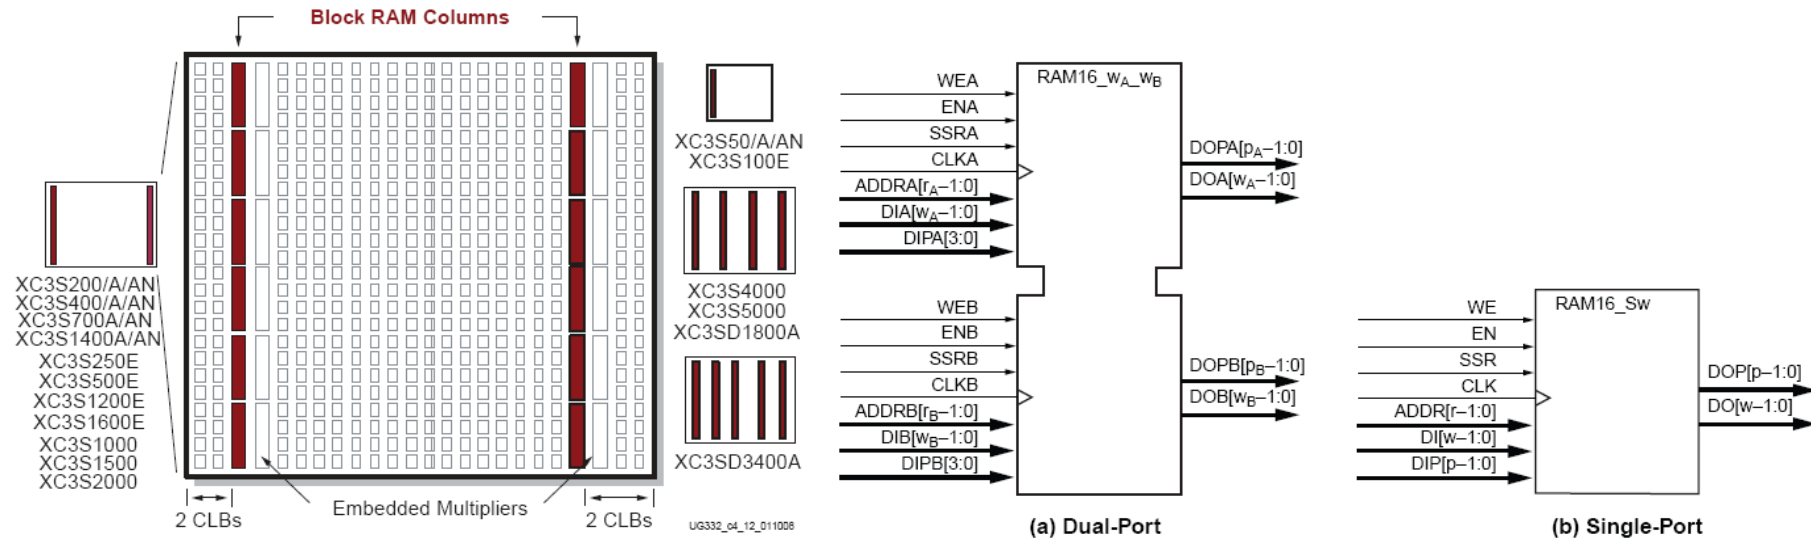 Block RAM Columns
XC3S200/A/AN
XC3S400/A/AN
XC3S700A/AN
XC3S1400A/AN
XC3S250E
XC3S500E
XC3S1200E
XC3S1600E
XC3S1000
XC3S1500
XC3S2000
2 CLBs
Embedded Multipliers
2 CLBs
XC3S50/A/AN
XC3S100E
XC3S4000
XC3S5000
XC3SD1800A
XC3SD3400A
UG332_c4_12_011008
RAM16_wA_wB
WEA
ENA
SSRA
CLKA
ADDRA[rA–1:0]
DIA[wA–1:0]
DIPA[3:0]
DOPA[pA–1:0]
DOA[wA–1:0]
WEB
ENB
SSRB
CLKB
ADDRB[rB–1:0]
DIB[wB–1:0]
DIPB[3:0]
DOPB[pB–1:0]
DOB[wB–1:0]
(a) Dual-Port
RAM16_Sw
WE
EN
SSR
CLK
ADDR[r–1:0]
DI[w–1:0]
DIP[p–1:0]
DOP[p–1:0]
DO[w–1:0]
(b) Single-Port